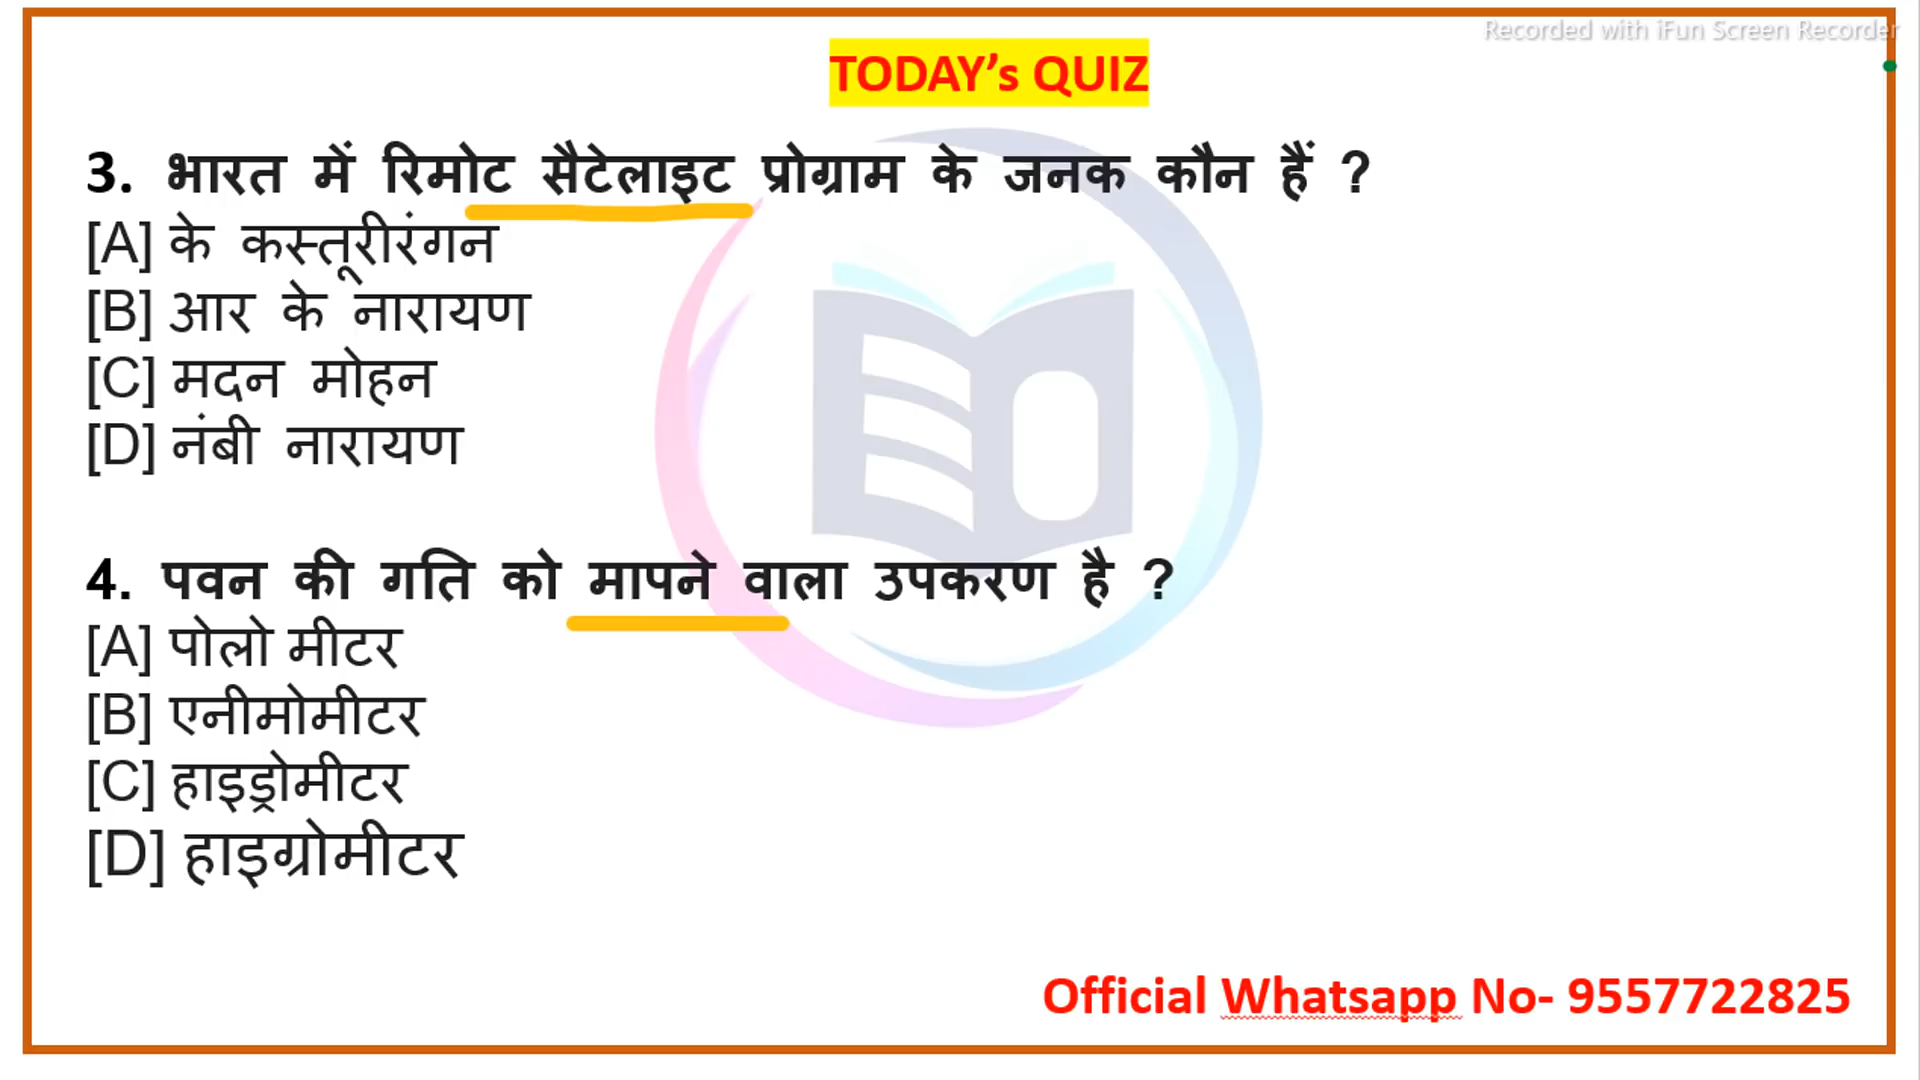 Recorded with iFun Screen Recorder
TODAY’s QUIZ
3. भारत में रिमोट सैटेलाइट प्रोग्राम के जनक कौन हैं ?
[A] के कस्तूरीरंगन
[B] आर के नारायण
[C] मदन मोहन
[D] नंबी नारायण
4. पवन की गति को मापने वाला उपकरण है ?
[A] पोलो मीटर
[B] एनीमोमीटर
[C] हाइड्रोमीटर
[D] हाइग्रोमीटर
Official Whatsapp No- 9557722825